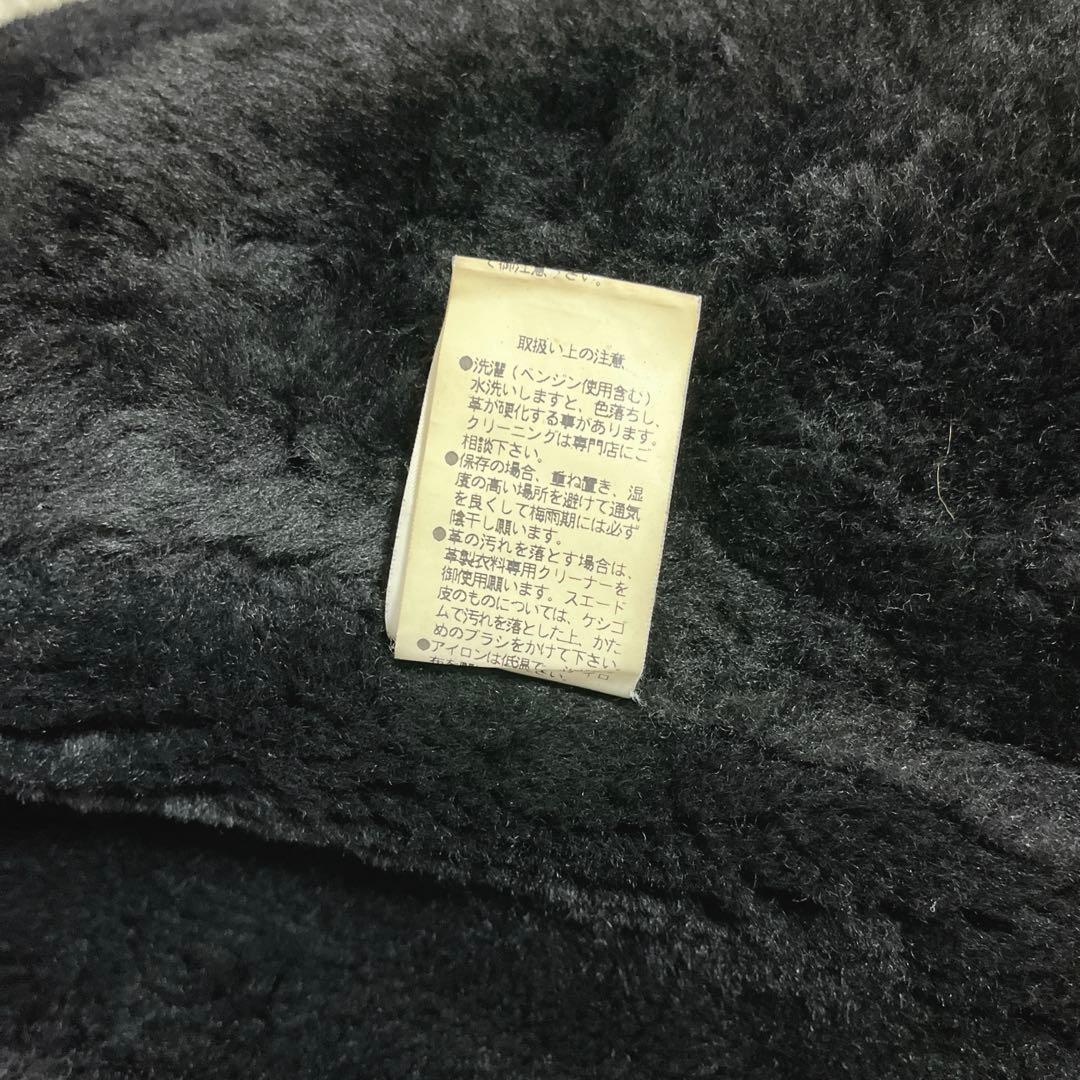 御注意下さい。
取扱い上の注意
●洗濯（ベンジン使用含む）
水洗いしますと、色落ちし、
革が硬化する事があります。
クリーニングは専門店にご
相談下さい。
●保存の場合、重ね置き、湿
度の高い場所を避けて通気
を良くして梅雨期には必ず
陰干し願います。
●革の汚れを落とす場合は、
革製衣料専用クリーナーを
御使用願います。スエード
皮のものについては、ケシゴ
ムで汚れを落とした上、かた
めのブラシをかけて下さい
●アイロンは低温で